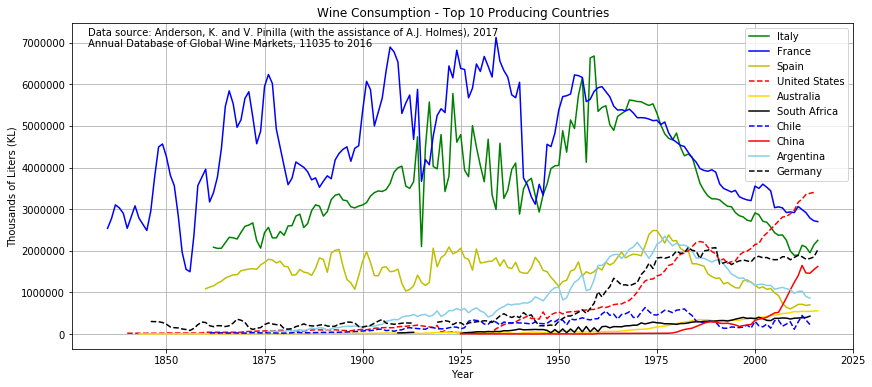 Wine Consumption - Top 10 Producing Countries
Data source: Anderson, K. and V. Pinilla (with the assistance of A.J. Holmes), 2017
Annual Database of Global Wine Markets, 11035 to 2016
Italy
France
Spain
United States
Australia
South Africa
Chile
China
Argentina
Germany
Thousands of Liters (KL)
7000000
6000000
5000000
4000000
3000000
2000000
1000000
0
1850
1875
1900
1925
1950
1975
2000
2025
Year